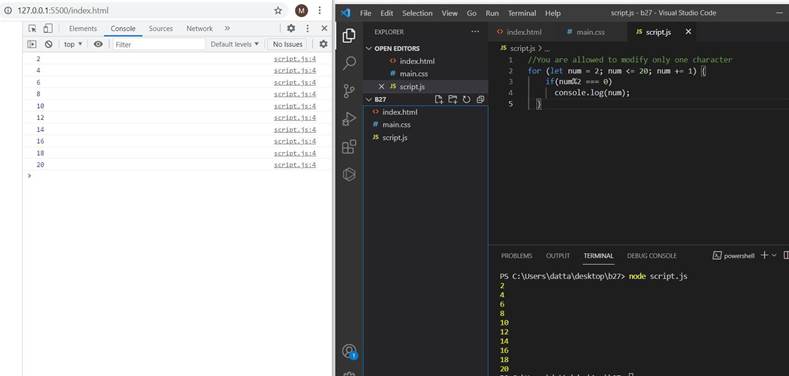 127.0.0.1:5500/index.html
M
Elements Console Sources Network »
top Filter Default levels No Issues
2 script.js:4
4 script.js:4
6 script.js:4
8 script.js:4
10 script.js:4
12 script.js:4
14 script.js:4
16 script.js:4
18 script.js:4
20 script.js:4
>
File Edit Selection View Go Run Terminal Help script.js - b27 - Visual Studio Code
EXPLORER ...
OPEN EDITORS
index.html
main.css
script.js
B27
index.html
main.css
script.js
index.html main.css script.js
script.js > ...
1 //You are allowed to modify only one character
2 for (let num = 2; num <= 20; num += 1) {
3 if(num%2 === 0)
4 console.log(num);
5 }
PROBLEMS OUTPUT TERMINAL DEBUG CONSOLE powershell
PS C:\Users\datta\desktop\b27> node script.js
2
4
6
8
10
12
14
16
18
20
1